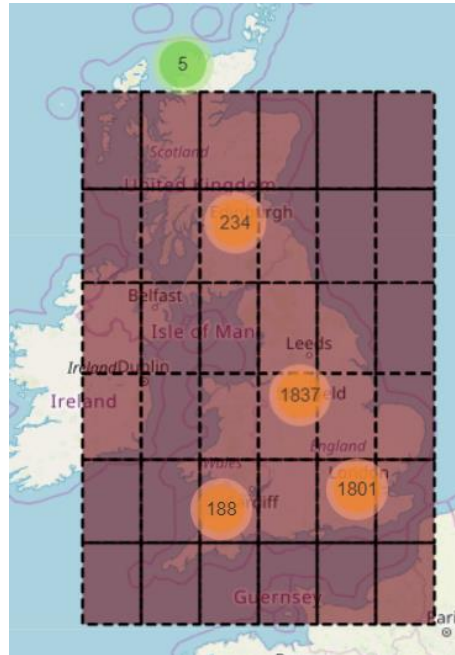 5
Scotland
United Kingdom
234
Belfast
Isle of Man
Leeds
Ireland Dublin
1837
Ireland
England
Wales
London
1801
188
Guernsey